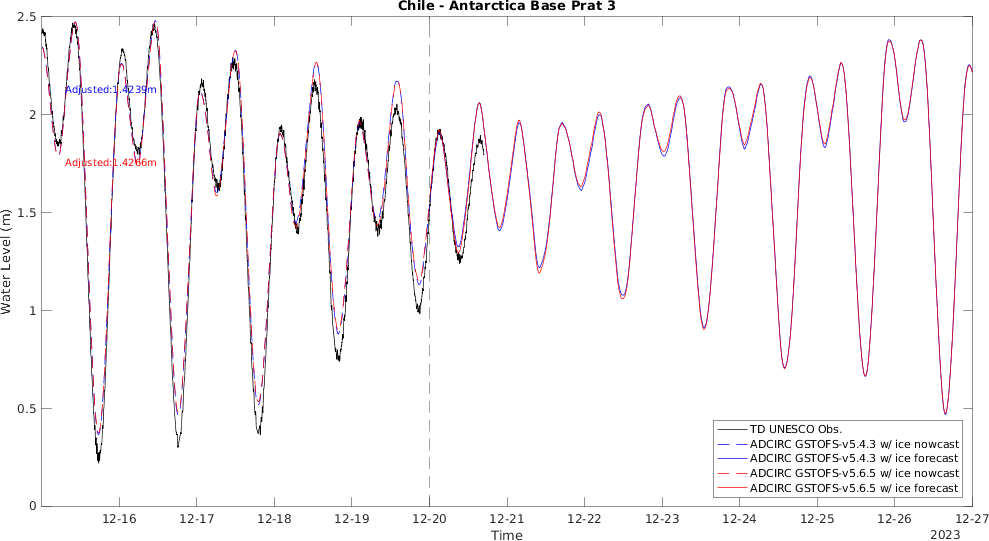 Chile - Antarctica Base Prat 3
2.5
2
1.5
1
0.5
0
Water Level (m)
Adjusted:1.4239m
Adjusted:1.4266m
TD UNESCO Obs.
ADCIRC GSTOFS-v5.4.3 w/ ice nowcast
ADCIRC GSTOFS-v5.4.3 w/ ice forecast
ADCIRC GSTOFS-v5.6.5 w/ ice nowcast
ADCIRC GSTOFS-v5.6.5 w/ ice forecast
12-16 12-17 12-18 12-19 12-20 12-21 12-22 12-23 12-24 12-25 12-26 12-27
Time
2023